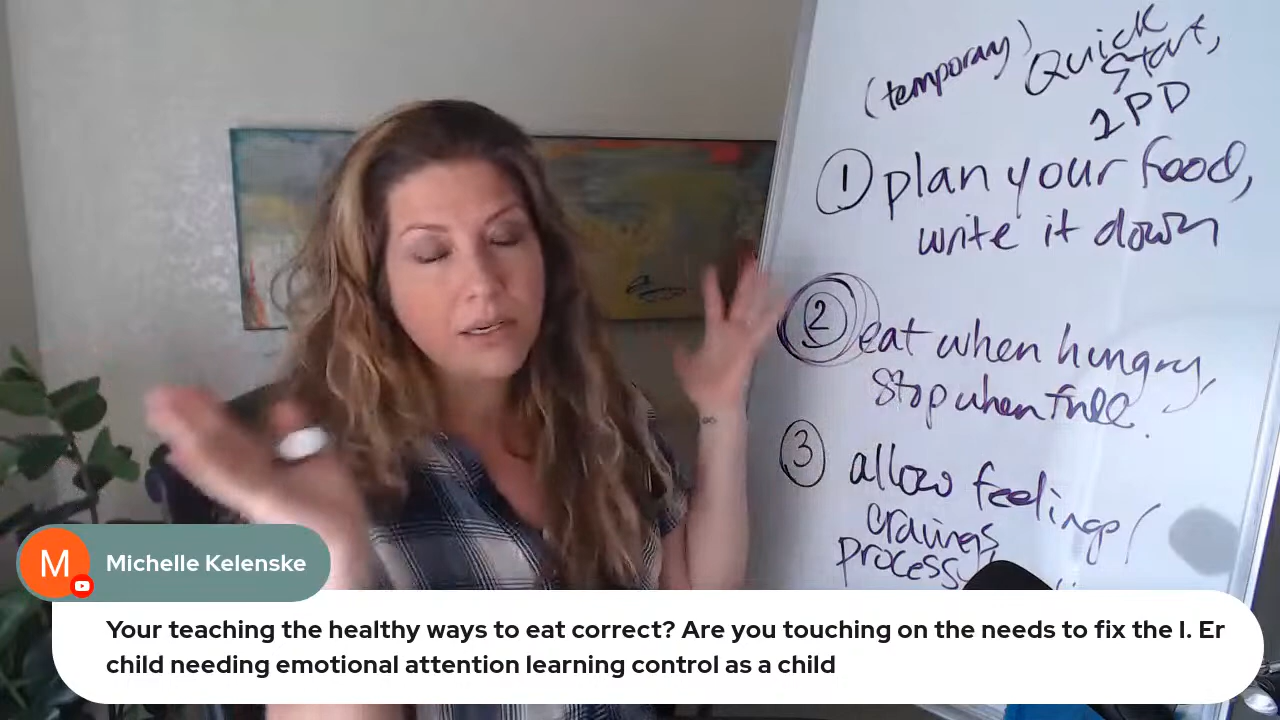 (temporary) Quick
Start,
2PD
1 plan your food,
write it down
2 eat when hungry,
stop when full.
3 allow feelings/
cravings,
process
M
Michelle Kelenske
Your teaching the healthy ways to eat correct? Are you touching on the needs to fix the I. Er
child needing emotional attention learning control as a child